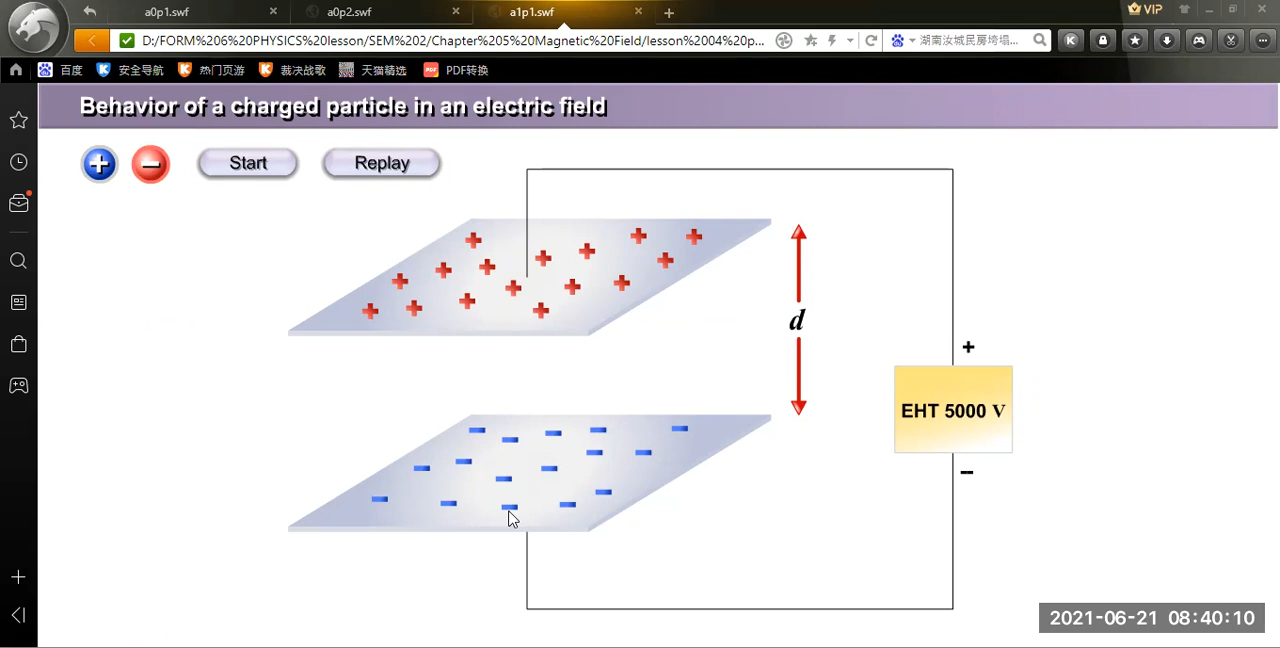 a0p1.swf
a0p2.swf
a1p1.swf
VIP
D:/FORM%206%20PHYSICS%20lesson/SEM%202/Chapter%205%20Magnetic%20Field/lesson%2004%20p...
湖南汝城民房垮塌...
百度
安全导航
热门页游
裁决战歌
天猫精选
PDF转换
Behavior of a charged particle in an electric field
Start
Replay
d
+
EHT 5000 V
−
2021-06-21 08:40:10